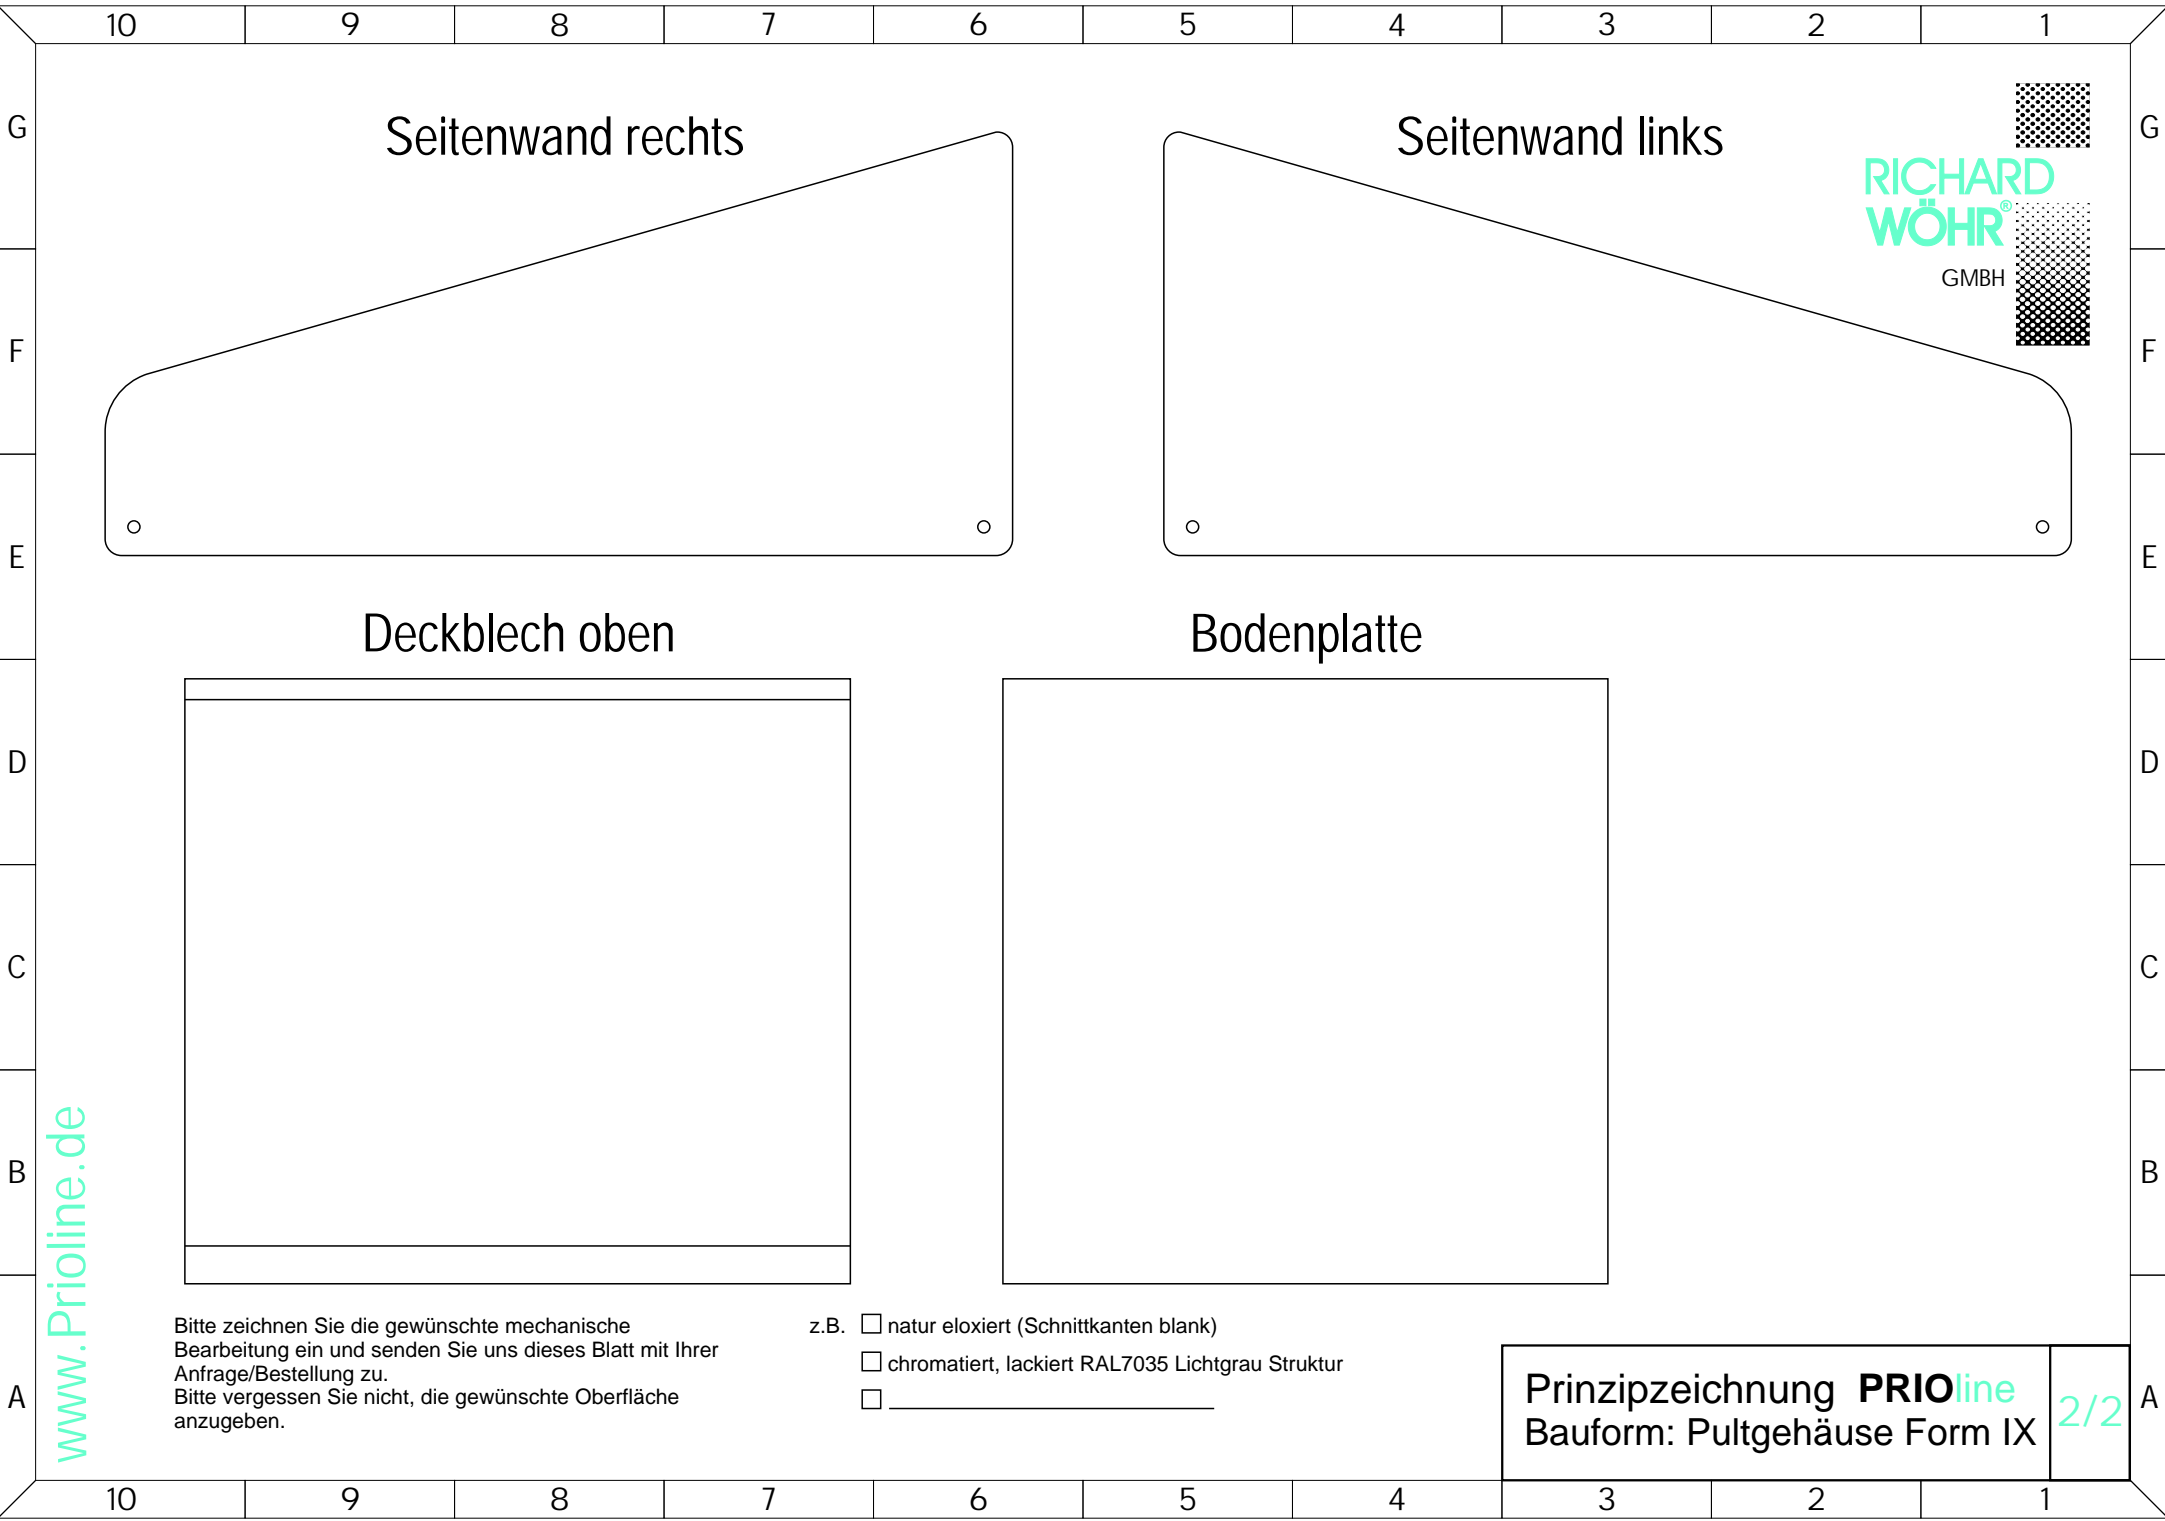 10 9 8 7 6 5 4 3 2 1
G G
Seitenwand rechts
Seitenwand links
RICHARD
WÖHR®
GMBH
F F
E E
Deckblech oben
Bodenplatte
D D
C C
B B
www.Prioline.de
Bitte zeichnen Sie die gewünschte mechanische
Bearbeitung ein und senden Sie uns dieses Blatt mit Ihrer
Anfrage/Bestellung zu.
Bitte vergessen Sie nicht, die gewünschte Oberfläche
anzugeben.
z.B. natur eloxiert (Schnittkanten blank)
chromatiert, lackiert RAL7035 Lichtgrau Struktur
A A
Prinzipzeichnung PRIOline
Bauform: Pultgehäuse Form IX
2/2
10 9 8 7 6 5 4 3 2 1